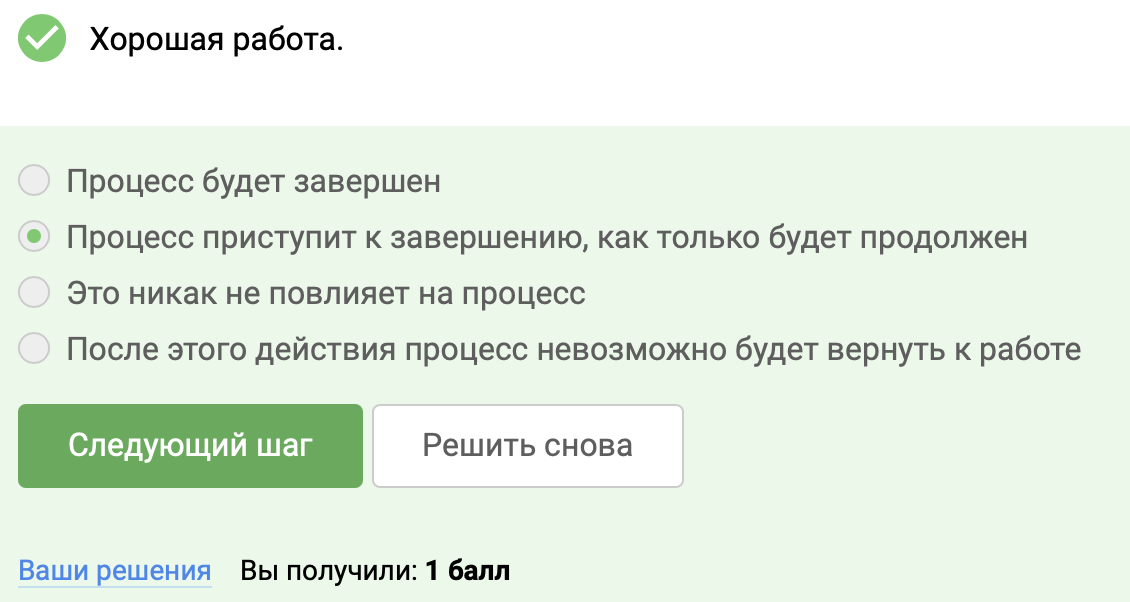 Хорошая работа.
Процесс будет завершен
Процесс приступит к завершению, как только будет продолжен
Это никак не повлияет на процесс
После этого действия процесс невозможно будет вернуть к работе
Следующий шаг Решить снова
Ваши решения Вы получили: 1 балл